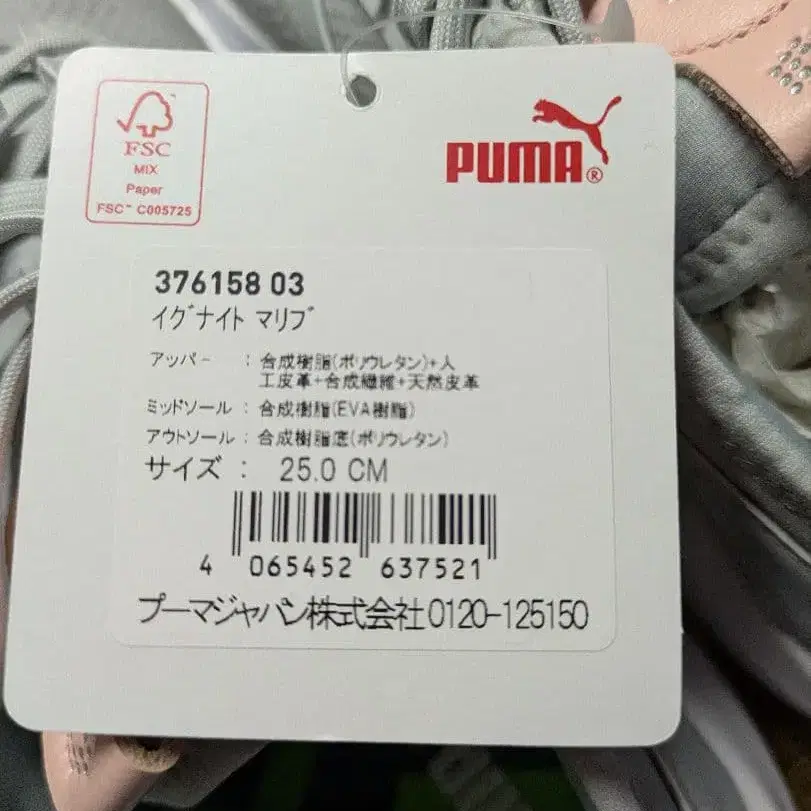 FSC
MIX
Paper
FSC™ C005725
PUMA®
376158 03
イグナイト マリブ
アッパー : 合成樹脂(ポリウレタン)+人
工皮革+合成繊維+天然皮革
ミッドソール : 合成樹脂(EVA樹脂)
アウトソール : 合成樹脂底(ポリウレタン)
サイズ : 25.0 CM
4 065452 637521
プーマジャパン株式会社0120-125150